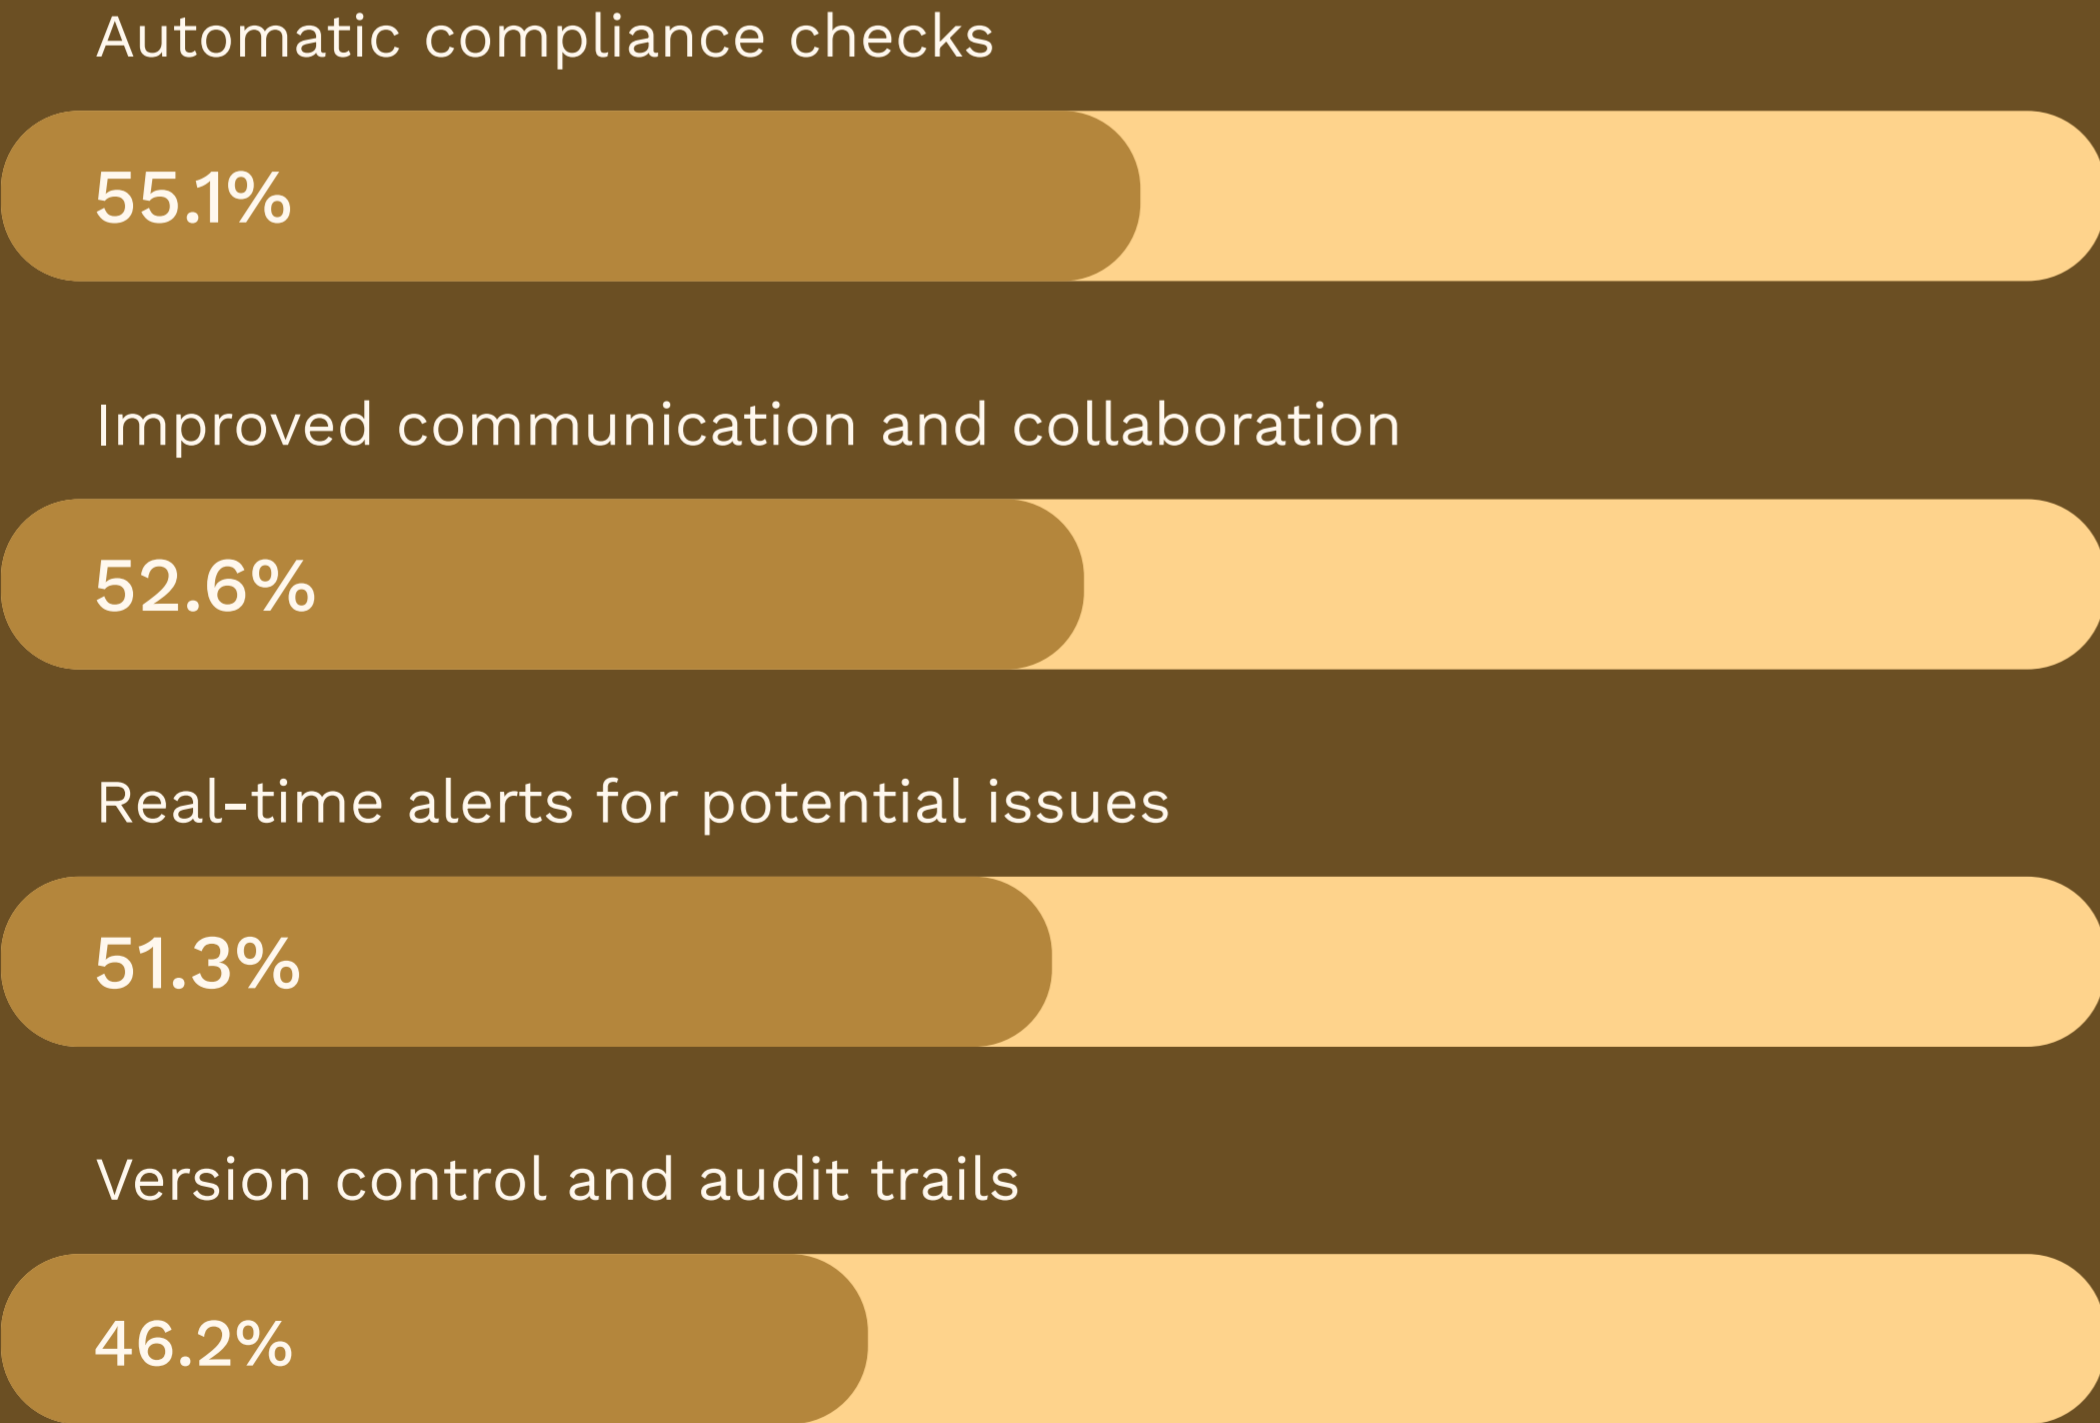 Automatic compliance checks
55.1%
Improved communication and collaboration
52.6%
Real-time alerts for potential issues
51.3%
Version control and audit trails
46.2%